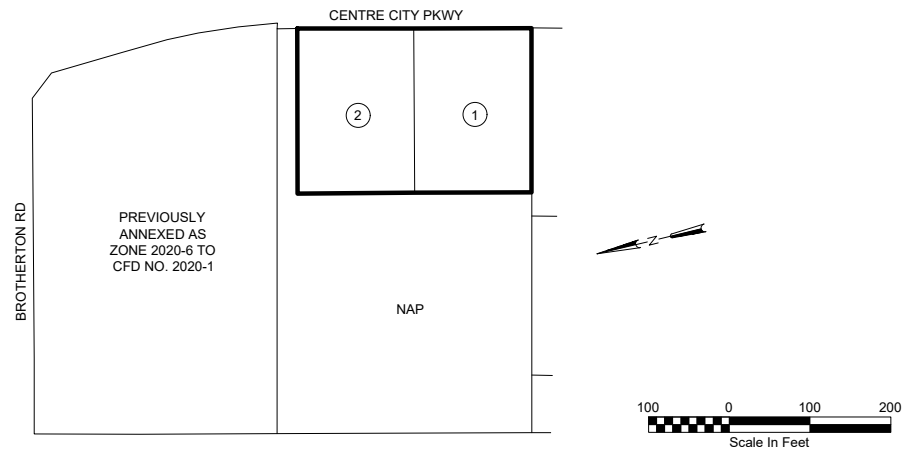 CENTRE CITY PKWY
2
1
BROTHERTON RD
PREVIOUSLY
ANNEXED AS
ZONE 2020-6 TO
CFD NO. 2020-1
N
NAP
100 0 100 200
Scale In Feet